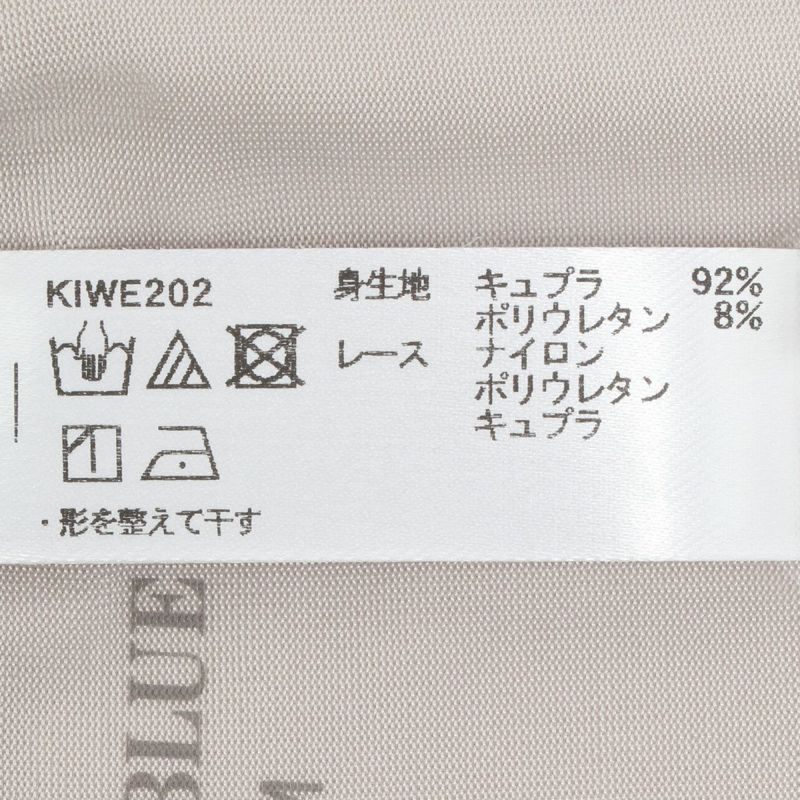 KIWE202
身生地 キュプラ 92%
ポリウレタン 8%
レース ナイロン
ポリウレタン
キュプラ
・形を整えて干す
BLUE